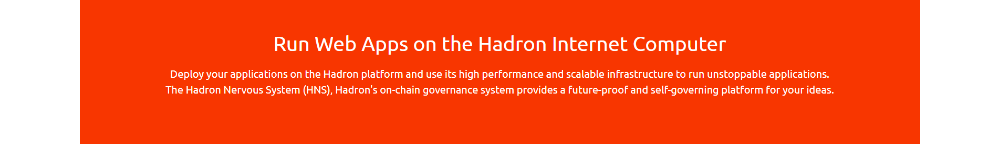 Run Web Apps on the Hadron Internet Computer
Deploy your applications on the Hadron platform and use its high performance and scalable infrastructure to run unstoppable applications.
The Hadron Nervous System (HNS), Hadron's on-chain governance system provides a future-proof and self-governing platform for your ideas.